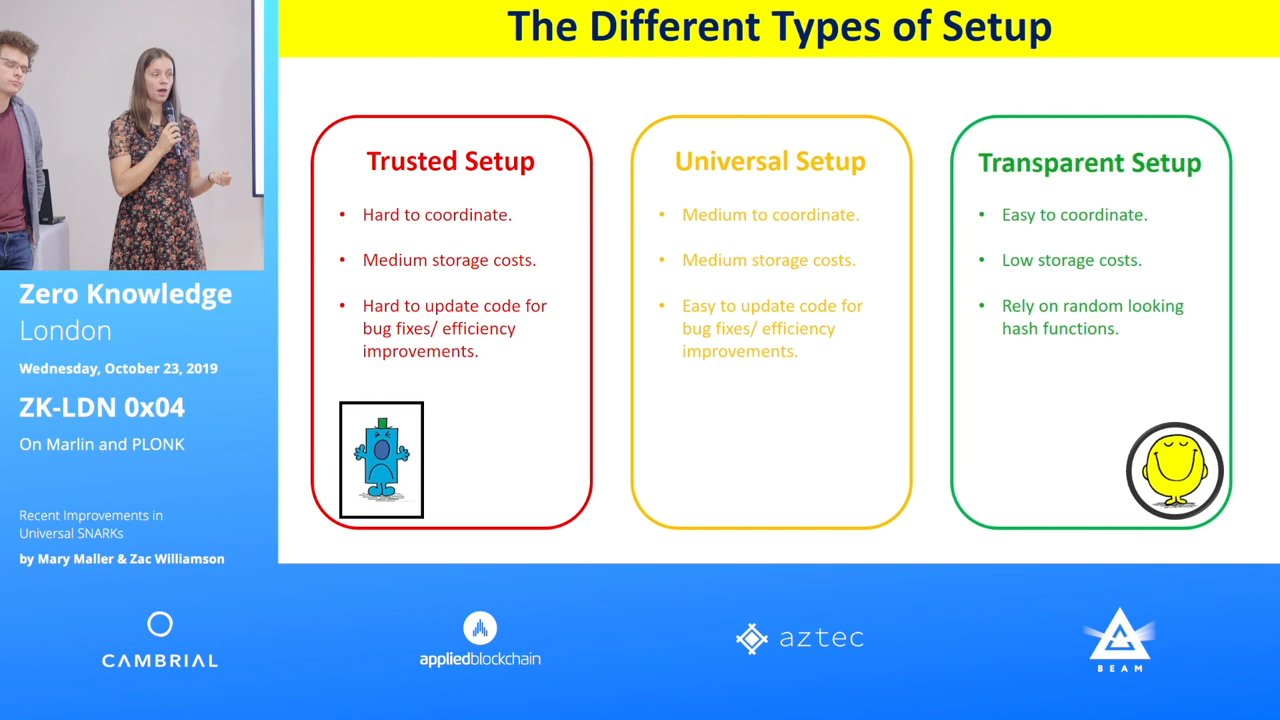 The Different Types of Setup
Trusted Setup
• Hard to coordinate.
• Medium storage costs.
• Hard to update code for
bug fixes/ efficiency
improvements.
Universal Setup
• Medium to coordinate.
• Medium storage costs.
• Easy to update code for
bug fixes/ efficiency
improvements.
Transparent Setup
• Easy to coordinate.
• Low storage costs.
• Rely on random looking
hash functions.
Zero Knowledge
London
Wednesday, October 23, 2019
ZK-LDN 0x04
On Marlin and PLONK
Recent Improvements in
Universal SNARKs
by Mary Maller & Zac Williamson
CAMBRIAL
appliedblockchain
aztec
BEAM